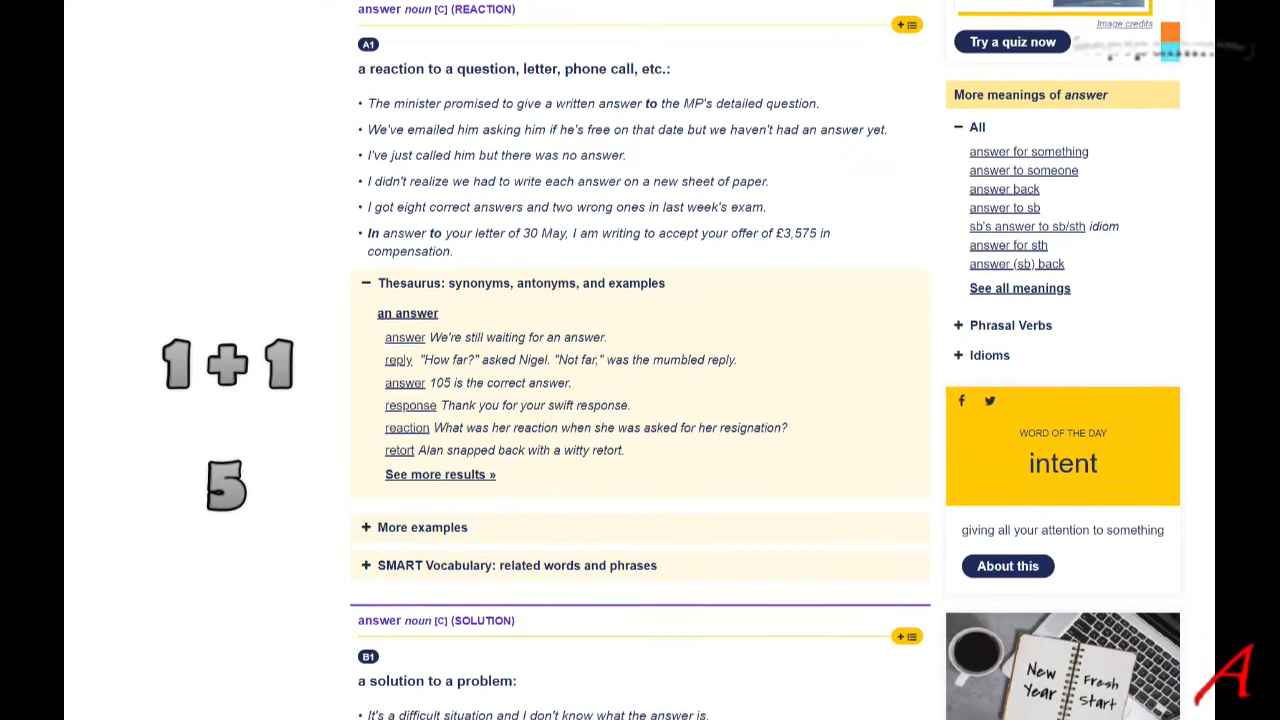 answer noun [C] (REACTION)
+
A1
a reaction to a question, letter, phone call, etc.:
• The minister promised to give a written answer to the MP's detailed question.
• We've emailed him asking him if he's free on that date but we haven't had an answer yet.
• I've just called him but there was no answer.
• I didn't realize we had to write each answer on a new sheet of paper.
• I got eight correct answers and two wrong ones in last week's exam.
• In answer to your letter of 30 May, I am writing to accept your offer of £3,575 in
compensation.
− Thesaurus: synonyms, antonyms, and examples
an answer
answer We're still waiting for an answer.
reply "How far?" asked Nigel. "Not far," was the mumbled reply.
answer 105 is the correct answer.
response Thank you for your swift response.
reaction What was her reaction when she was asked for her resignation?
retort Alan snapped back with a witty retort.
See more results »
+ More examples
+ SMART Vocabulary: related words and phrases
answer noun [C] (SOLUTION)
+
B1
a solution to a problem:
• It's a difficult situation and I don't know what the answer is.
1+1
5
Image credits
Try a quiz now
More meanings of answer
− All
answer for something
answer to someone
answer back
answer to sb
sb's answer to sb/sth idiom
answer for sth
answer (sb) back
See all meanings
+ Phrasal Verbs
+ Idioms
WORD OF THE DAY
intent
giving all your attention to something
About this
New
Year
Fresh
Start
A